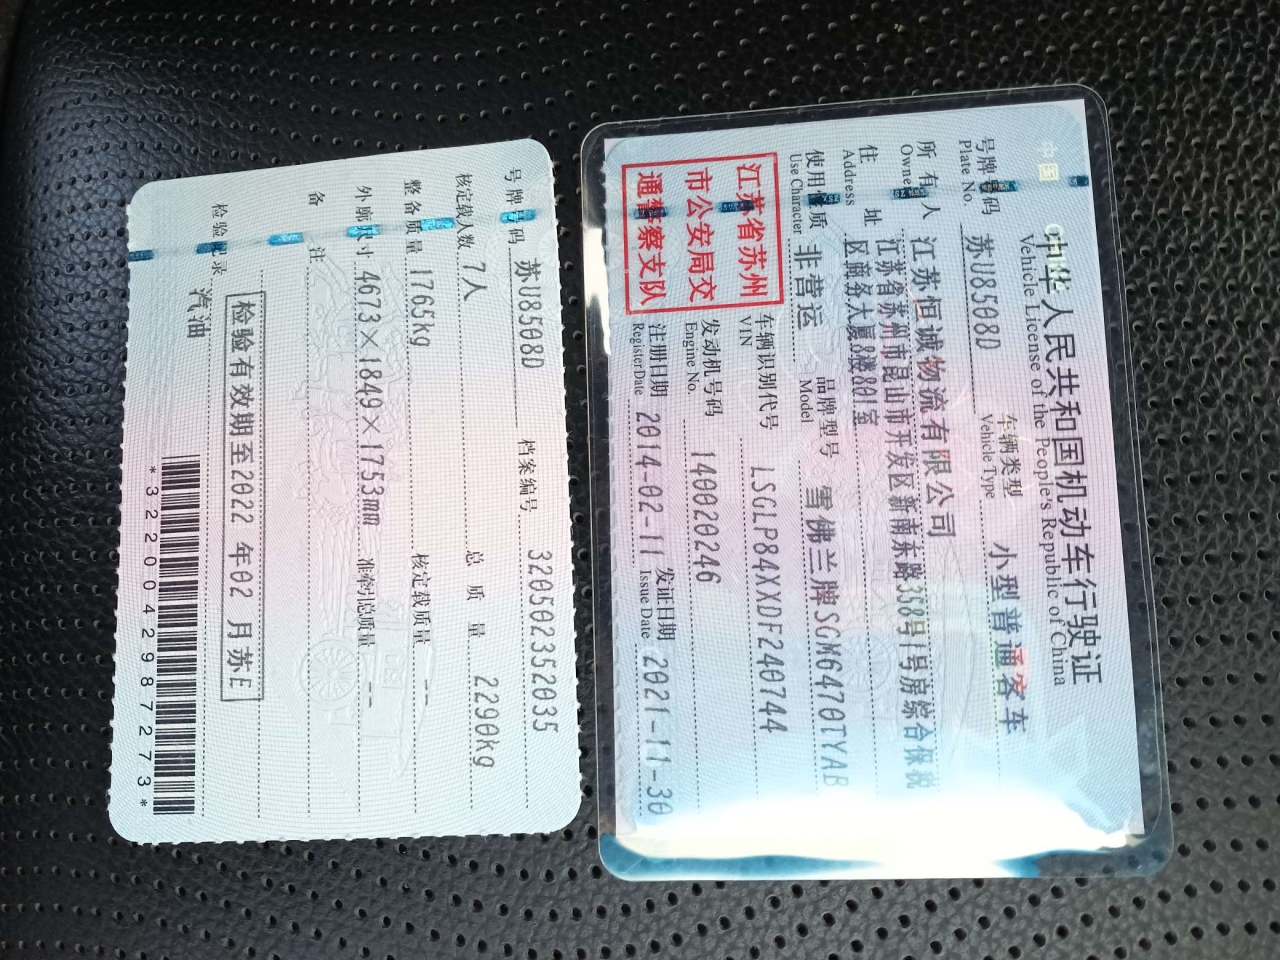 中华人民共和国机动车行驶证
Vehicle License of the People's Republic of China
号牌号码 苏U8508D 车辆类型 小型普通客车
Plate No. Vehicle Type
所有人 江苏恒诚物流有限公司
Owner
住址 江苏省苏州市昆山市开发区新南东路358号1号房综合保税
Address 区商务大厦8楼801室
使用性质 非营运 品牌型号 雪佛兰牌SGM6470TYAB
Use Character Model
江苏省苏州
市公安局交
通警察支队
车辆识别代号 LSGLP84XXDF240744
VIN
发动机号码 140020246
Engine No.
注册日期 2014-02-11 发证日期 2021-11-30
Register Date Issue Date
号牌号码 苏U8508D 档案编号 320502352035
核定载人数 7人 总质量 2290kg
整备质量 1765kg 核定载质量 --
外廓尺寸 4673×1849×1753mm 准牵引总质量 --
备注
检验有效期至2022年02月苏E
检验记录 汽油
*3220042987273*